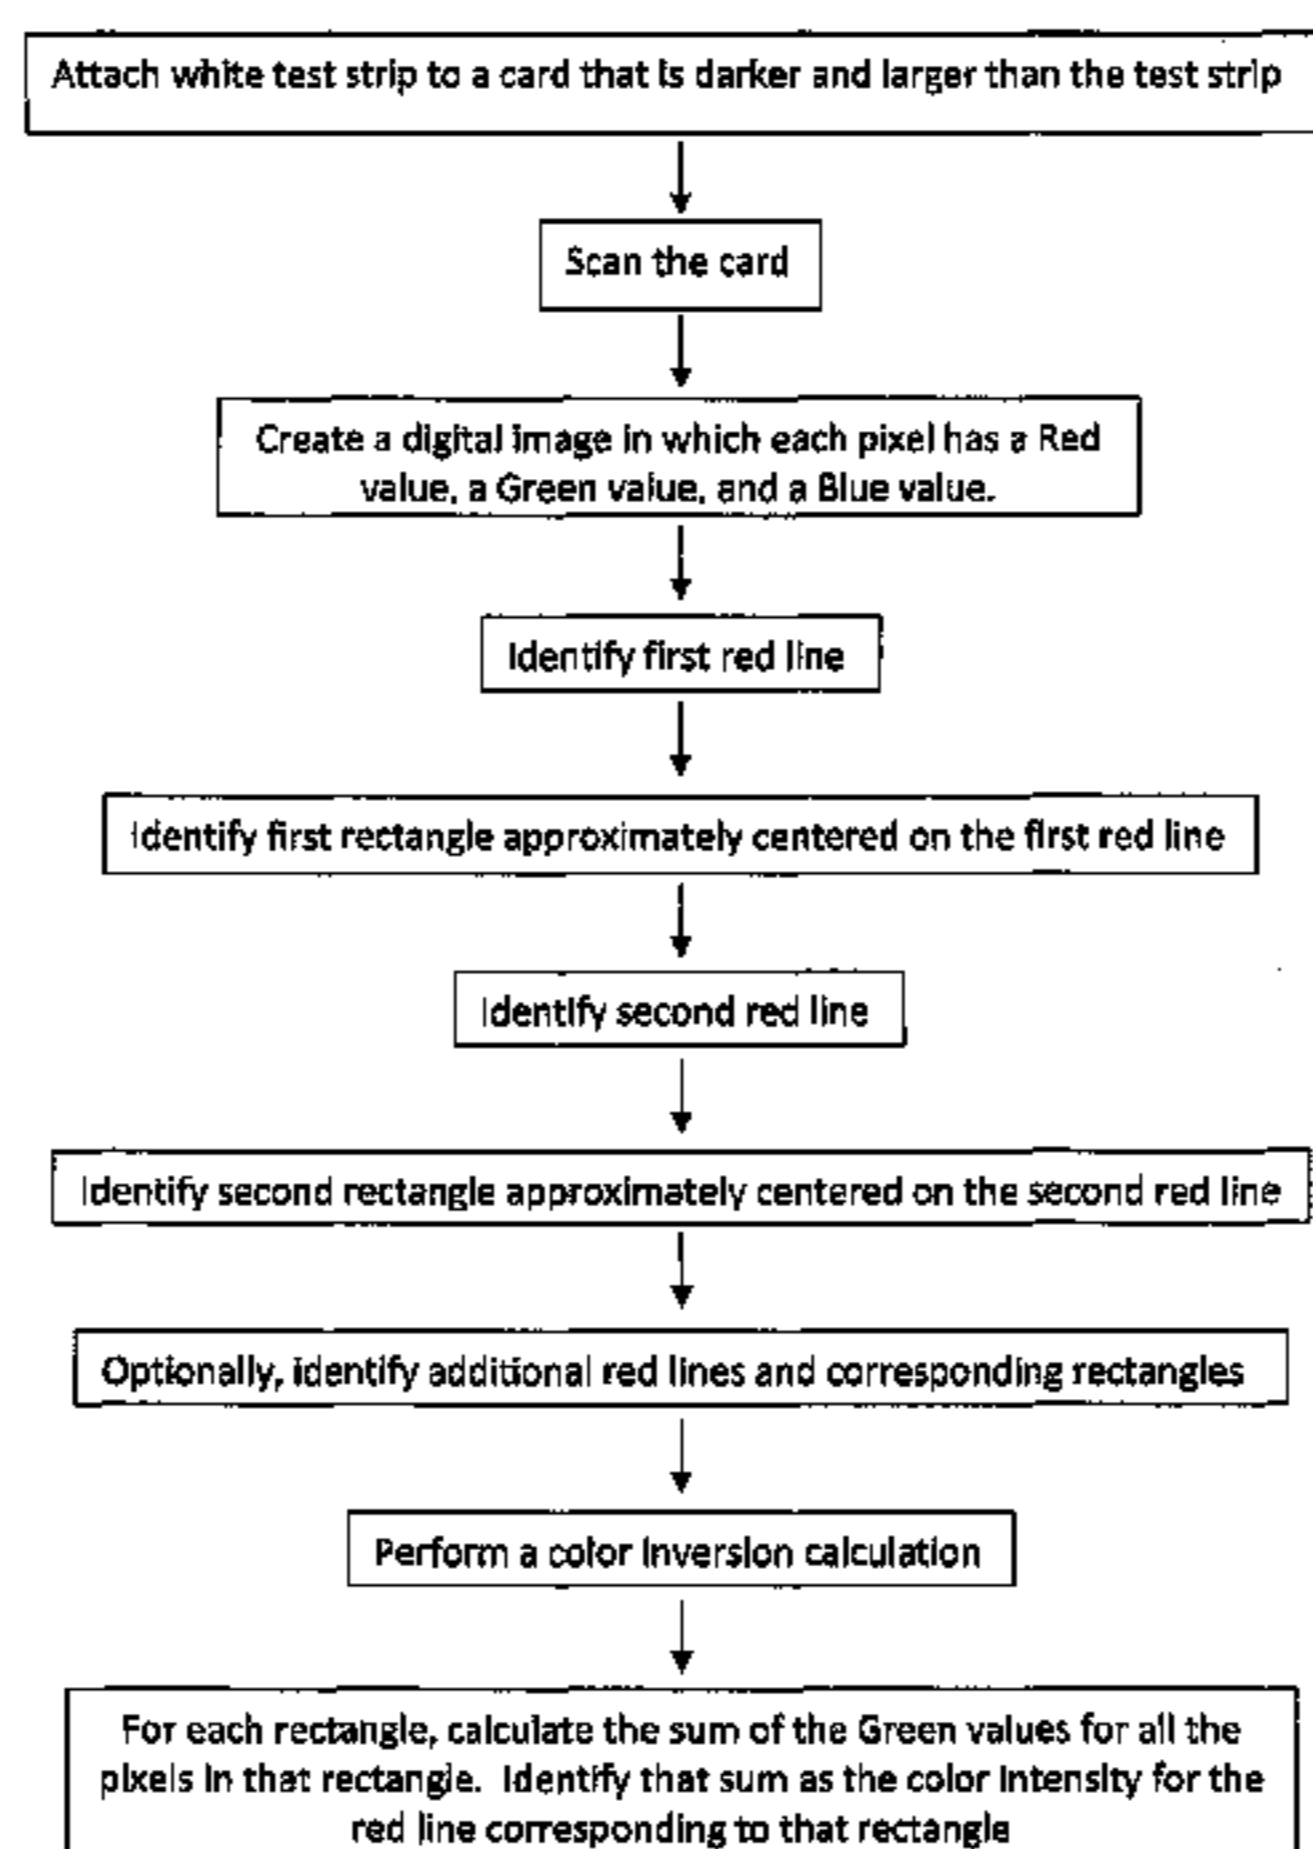 Attach white test strip to a card that is darker and larger than the test strip
Scan the card
Create a digital image in which each pixel has a Red
value, a Green value, and a Blue value.
Identify first red line
Identify first rectangle approximately centered on the first red line
Identify second red line
Identify second rectangle approximately centered on the second red line
Optionally, identify additional red lines and corresponding rectangles
Perform a color inversion calculation
For each rectangle, calculate the sum of the Green values for all the
pixels in that rectangle. Identify that sum as the color intensity for the
red line corresponding to that rectangle